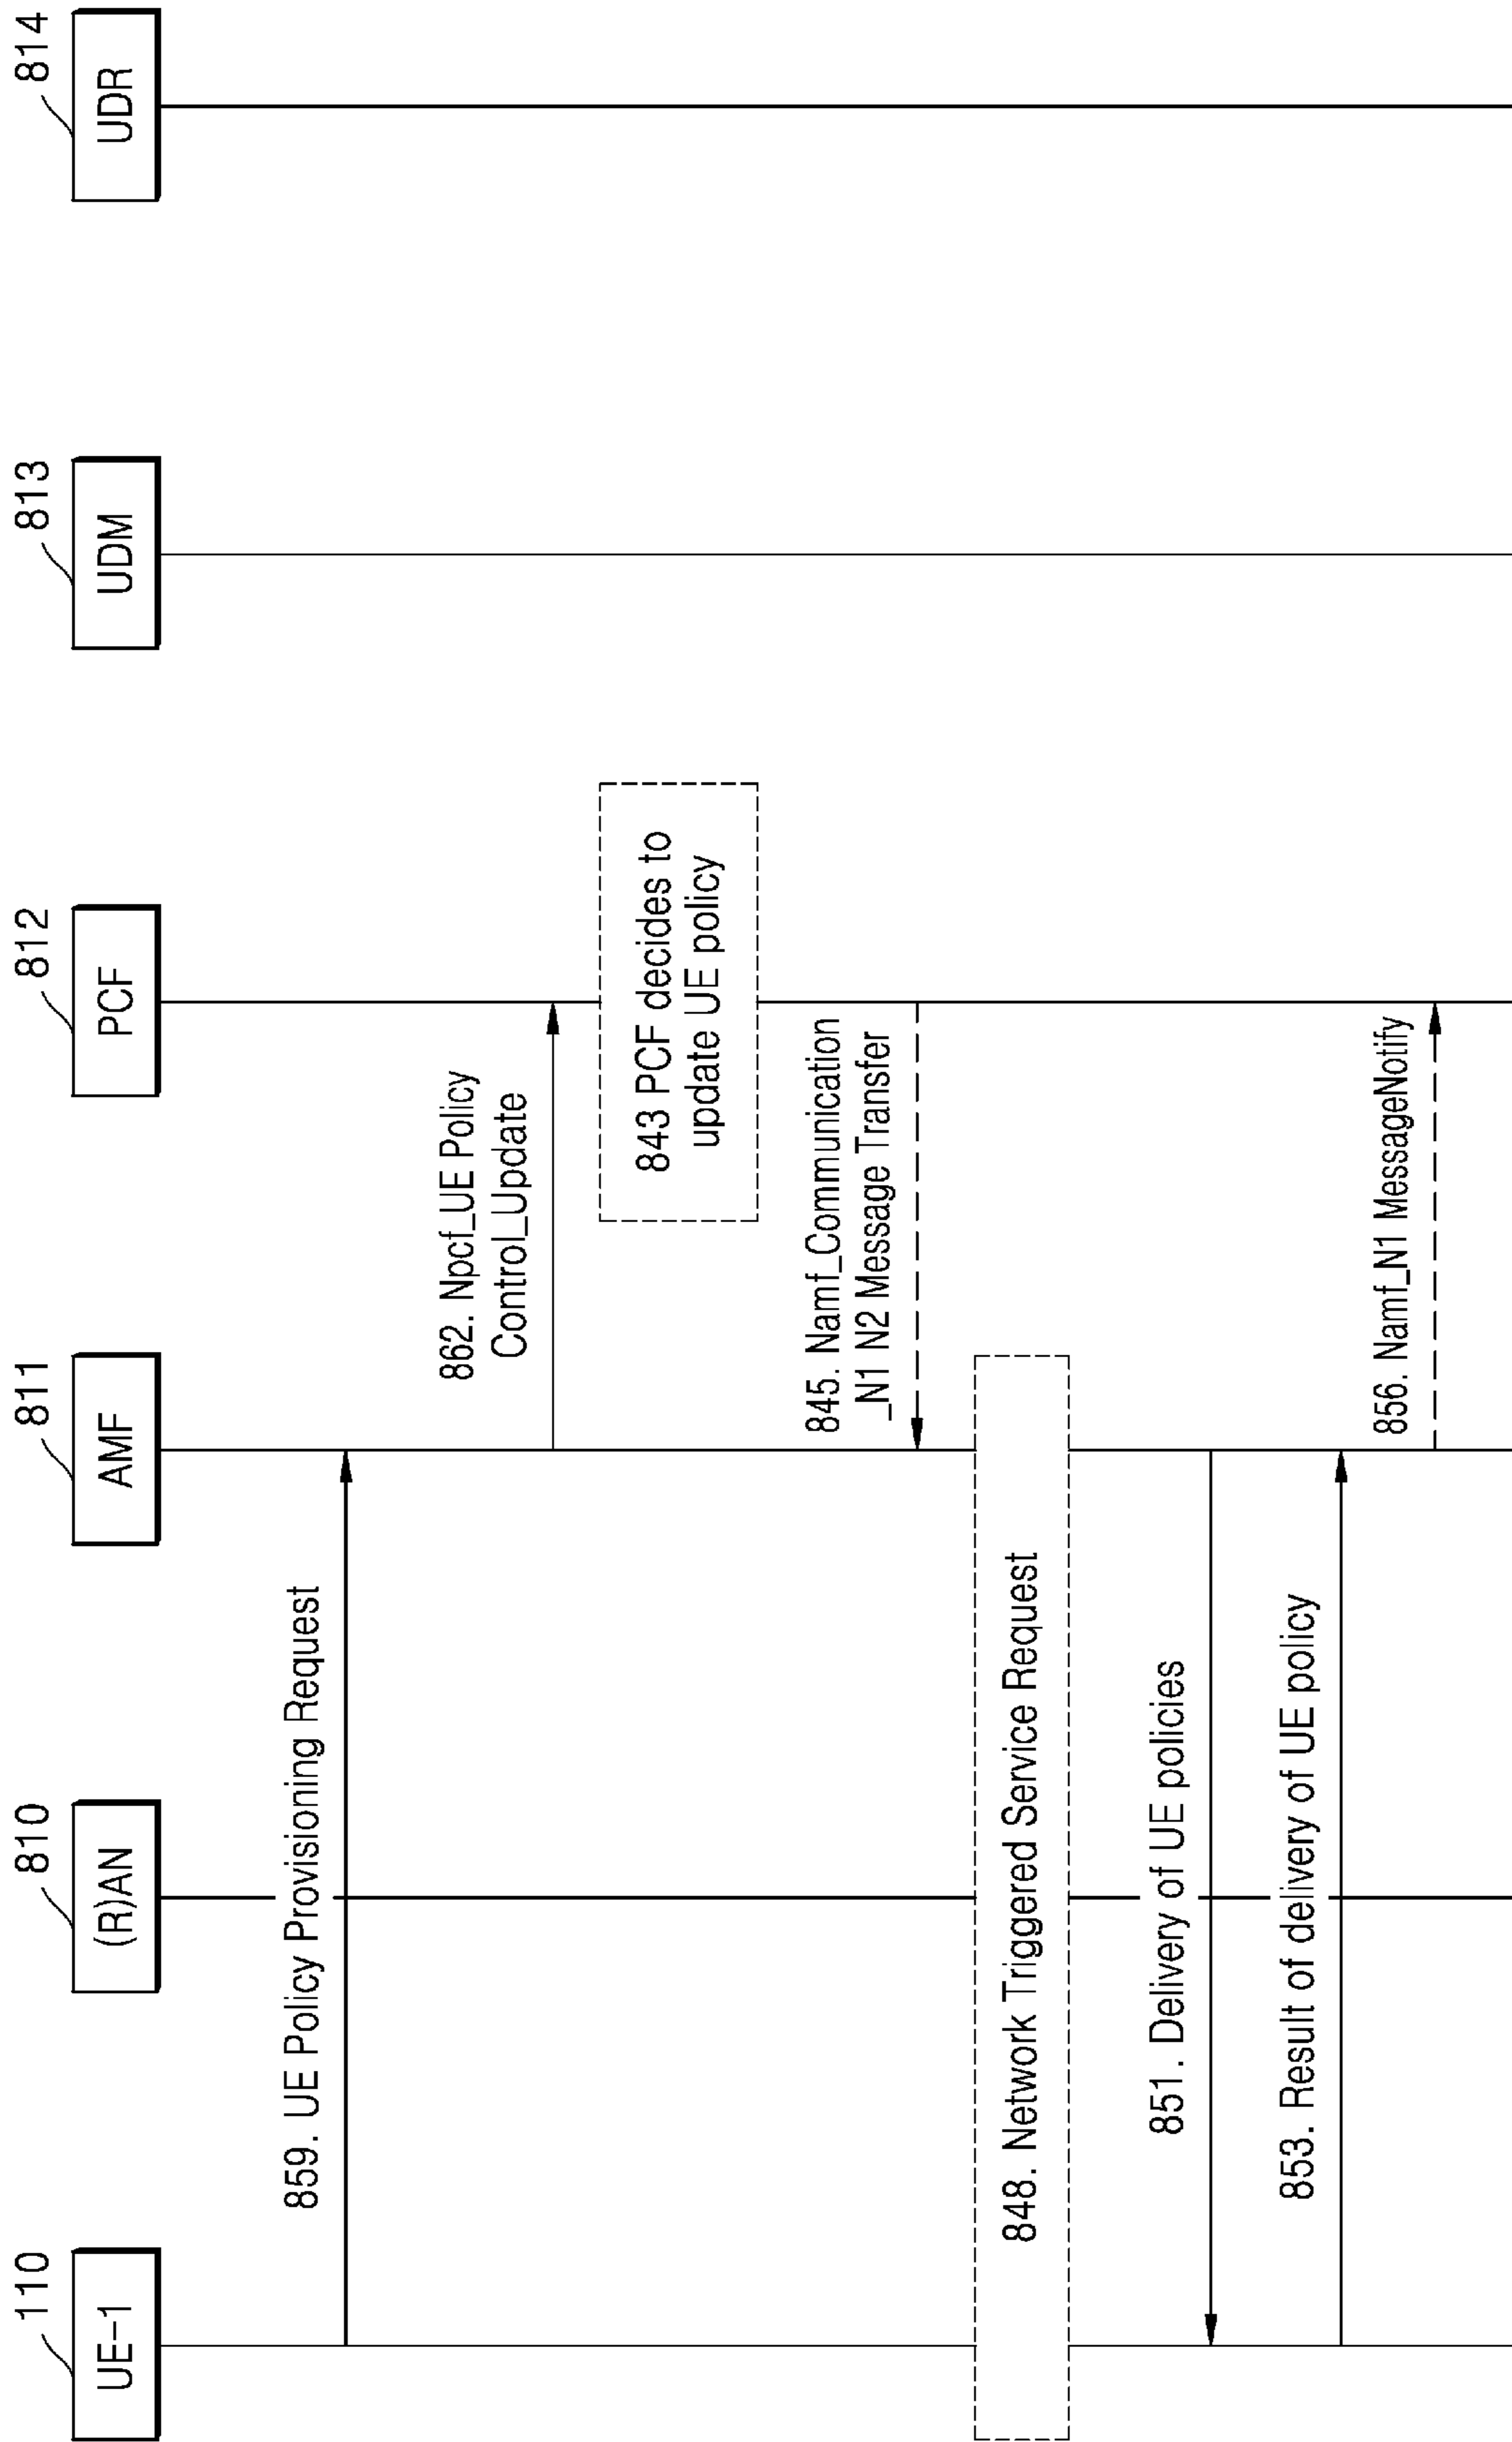 110
810
811
812
813
814
UE-1
(R)AN
AMF
PCF
UDM
UDR
859. UE Policy Provisioning Request
862. Npcf_UE Policy
Control_Update
843 PCF decides to
update UE policy
845. Namf_Communication
_N1 N2 Message Transfer
848. Network Triggered Service Request
851. Delivery of UE policies
853. Result of delivery of UE policy
856. Namf_N1 MessageNotify